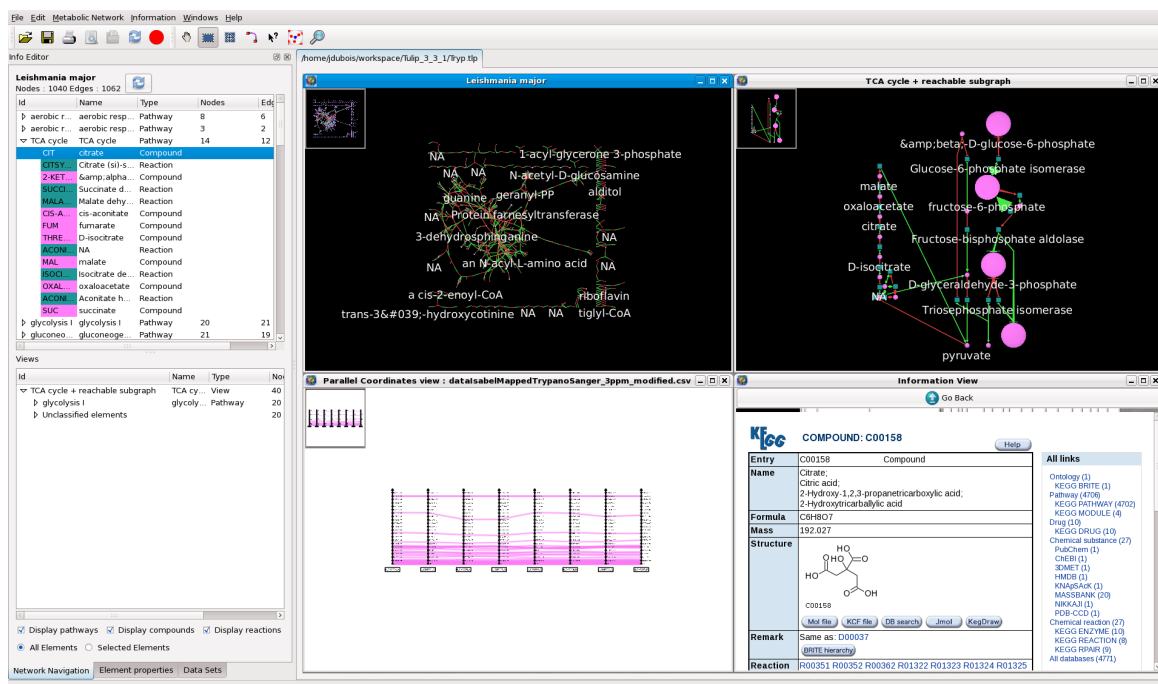 File Edit Metabolic Network Information Windows Help
Info Editor
/home/jdubois/workspace/Tulip_3_3_1/Tryp.tlp
Leishmania major
Nodes : 1040 Edges : 1062
Id Name Type Nodes Edg
aerobic r... aerobic resp... Pathway 8 6
aerobic r... aerobic resp... Pathway 3 2
TCA cycle TCA cycle Pathway 14 12
CIT citrate Compound
CITSY... Citrate (si)-s... Reaction
2-KET... &amp;alpha... Compound
SUCCI... Succinate d... Reaction
MALA... Malate dehy... Reaction
CIS-A... cis-aconitate Compound
FUM fumarate Compound
THRE... D-isocitrate Compound
ACONI... NA Reaction
MAL malate Compound
ISOCI... Isocitrate de... Reaction
OXAL... oxaloacetate Compound
ACONI... Aconitate h... Reaction
SUC succinate Compound
glycolysis I glycolysis I Pathway 20 21
gluconeo... gluconeoge... Pathway 21 19
Views
Id Name Type No
TCA cycle + reachable subgraph TCA cy... View 40
glycolysis I glycoly... Pathway 20
Unclassified elements 20
Display pathways Display compounds Display reactions
All Elements Selected Elements
Network Navigation Element properties Data Sets
Leishmania major
NA
1-acyl-glycerone 3-phosphate
NA NA
N-acetyl-D-glucosamine
guanine geranyl-PP alditol
NA Protein farnesyltransferase
3-dehydrosphinganine NA
NA an N-acyl-L-amino acid NA
a cis-2-enoyl-CoA riboflavin
trans-3&#039;-hydroxycotinine NA NA tiglyl-CoA
TCA cycle + reachable subgraph
&amp;beta;-D-glucose-6-phosphate
Glucose-6-phosphate isomerase
malate
oxaloacetate fructose-6-phosphate
citrate
Fructose-bisphosphate aldolase
D-isocitrate
D-glyceraldehyde-3-phosphate
NA
Triosephosphate isomerase
pyruvate
Parallel Coordinates view : dataIsabelMappedTrypanoSanger_3ppm_modified.csv
Information View
Go Back
KEGG COMPOUND: C00158
Help
Entry C00158 Compound
Name Citrate;
Citric acid;
2-Hydroxy-1,2,3-propanetricarboxylic acid;
2-Hydroxytricarballylic acid
Formula C6H8O7
Mass 192.027
Structure
HO
O HO O
HO
O OH
C00158
Mol file KCF file DB search Jmol KegDraw
Remark Same as: D00037
BRITE hierarchy
Reaction R00351 R00352 R00362 R01322 R01323 R01324 R01325
All links
Ontology (1)
KEGG BRITE (1)
Pathway (4706)
KEGG PATHWAY (4702)
KEGG MODULE (4)
Drug (10)
KEGG DRUG (10)
Chemical substance (27)
PubChem (1)
ChEBI (1)
3DMET (1)
HMDB (1)
KNApSAcK (1)
MASSBANK (20)
NIKKAJI (1)
PDB-CCD (1)
Chemical reaction (27)
KEGG ENZYME (10)
KEGG REACTION (8)
KEGG RPAIR (9)
All databases (4771)